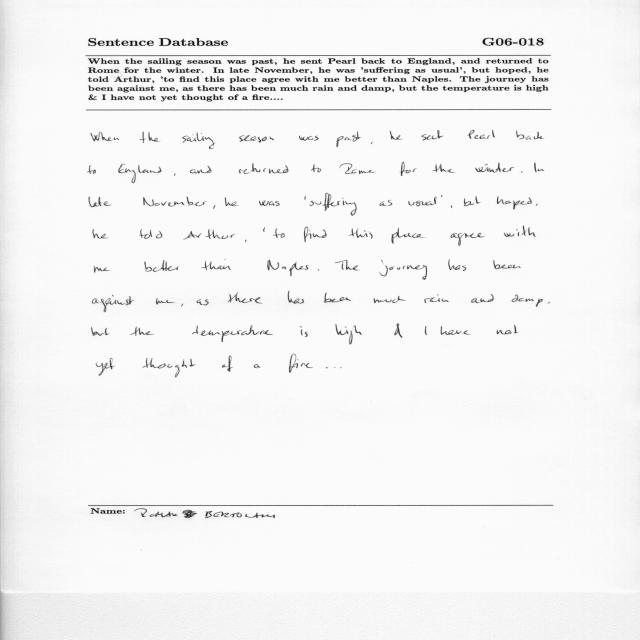 Sentence Database G06-018
When the sailing season was past, he sent Pearl back to England, and returned to
Rome for the winter. In late November, he was 'suffering as usual', but hoped, he
told Arthur, 'to find this place agree with me better than Naples. The journey has
been against me, as there has been much rain and damp, but the temperature is high
& I have not yet thought of a fire....
When the sailing season was past, he sent Pearl back
to England, and returned to Rome for the winter. In
late November, he was 'suffering as usual', but hoped,
he told Arthur, 'to find this place agree with
me better than Naples. The journey has been
against me, as there has been much rain and damp,
but the temperature is high & I have not
yet thought of a fire...
Name: ROMAN BERTOLAMI